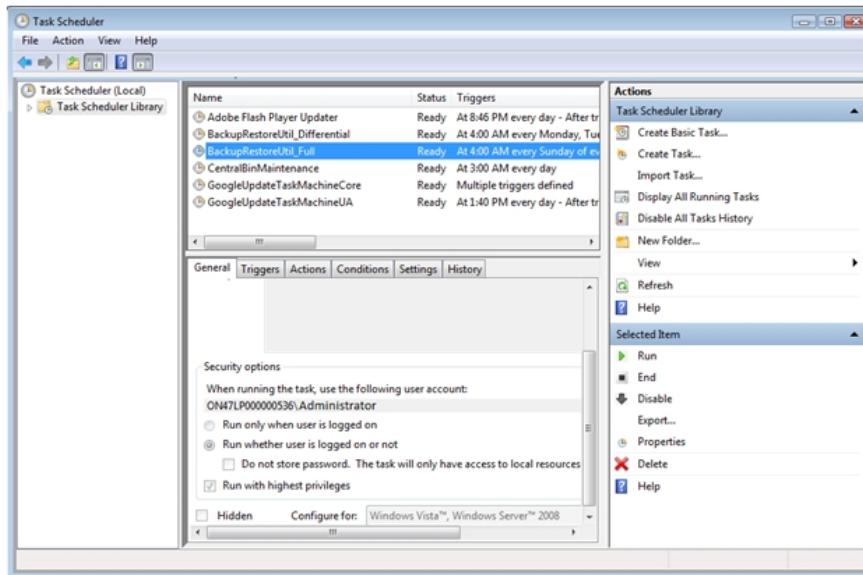 Task Scheduler
File Action View Help
Task Scheduler (Local)
Task Scheduler Library
Name Status Triggers
Adobe Flash Player Updater Ready At 8:46 PM every day - After tr
BackupRestoreUtil_Differential Ready At 4:00 AM every Monday, Tue
BackupRestoreUtil_Full Ready At 4:00 AM every Sunday of ev
CentralBinMaintenance Ready At 3:00 AM every day
GoogleUpdateTaskMachineCore Ready Multiple triggers defined
GoogleUpdateTaskMachineUA Ready At 1:40 PM every day - After tr
General Triggers Actions Conditions Settings History
Security options
When running the task, use the following user account:
ON47LP000000536\Administrator
Run only when user is logged on
Run whether user is logged on or not
Do not store password. The task will only have access to local resources
Run with highest privileges
Hidden Configure for: Windows Vista™, Windows Server™ 2008
Actions
Task Scheduler Library
Create Basic Task...
Create Task...
Import Task...
Display All Running Tasks
Disable All Tasks History
New Folder...
View
Refresh
Help
Selected Item
Run
End
Disable
Export...
Properties
Delete
Help